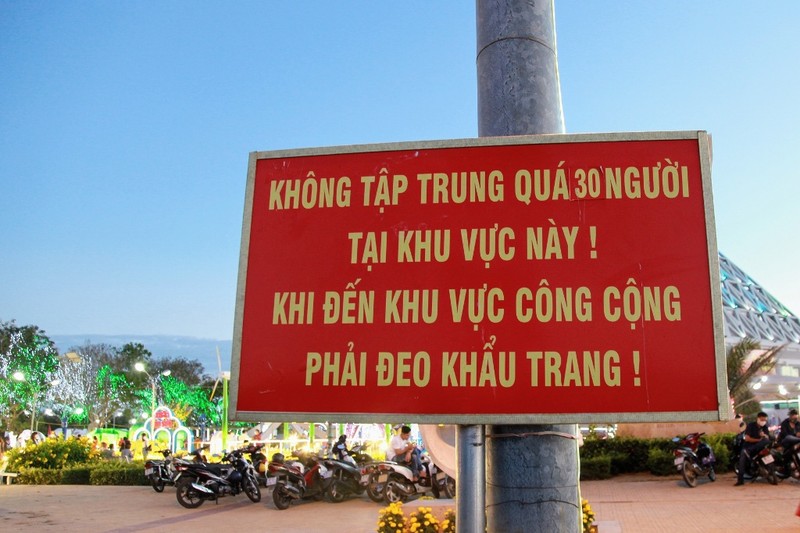 KHÔNG TẬP TRUNG QUÁ 30 NGƯỜI
TẠI KHU VỰC NÀY !
KHI ĐẾN KHU VỰC CÔNG CỘNG
PHẢI ĐEO KHẨU TRANG !